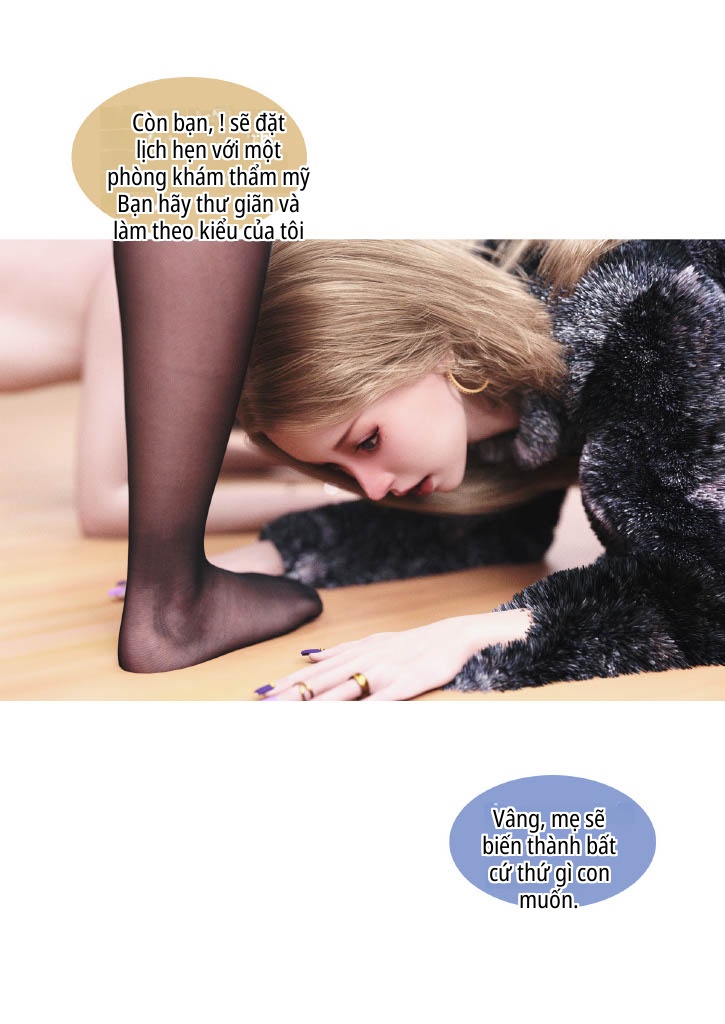 Còn bạn, ! sẽ đặt
lịch hẹn với một
phòng khám thẩm mỹ
Bạn hãy thư giãn và
làm theo kiểu của tôi
Vâng, mẹ sẽ
biến thành bất
cứ thứ gì con
muốn.